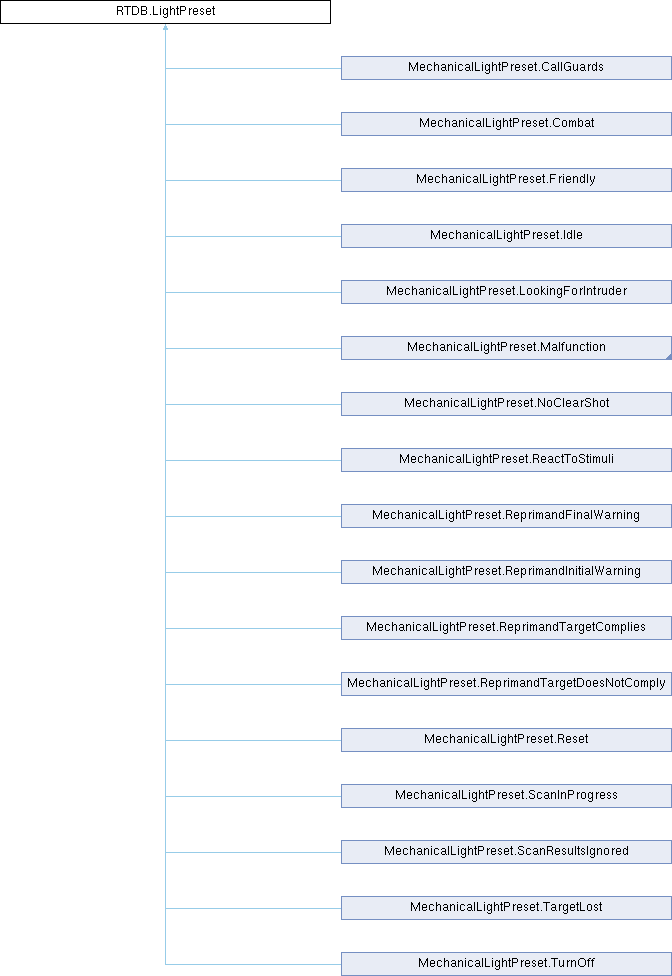 RTDB.LightPreset
MechanicalLightPreset.CallGuards
MechanicalLightPreset.Combat
MechanicalLightPreset.Friendly
MechanicalLightPreset.Idle
MechanicalLightPreset.LookingForIntruder
MechanicalLightPreset.Malfunction
MechanicalLightPreset.NoClearShot
MechanicalLightPreset.ReactToStimuli
MechanicalLightPreset.ReprimandFinalWarning
MechanicalLightPreset.ReprimandInitialWarning
MechanicalLightPreset.ReprimandTargetComplies
MechanicalLightPreset.ReprimandTargetDoesNotComply
MechanicalLightPreset.Reset
MechanicalLightPreset.ScanInProgress
MechanicalLightPreset.ScanResultsIgnored
MechanicalLightPreset.TargetLost
MechanicalLightPreset.TurnOff